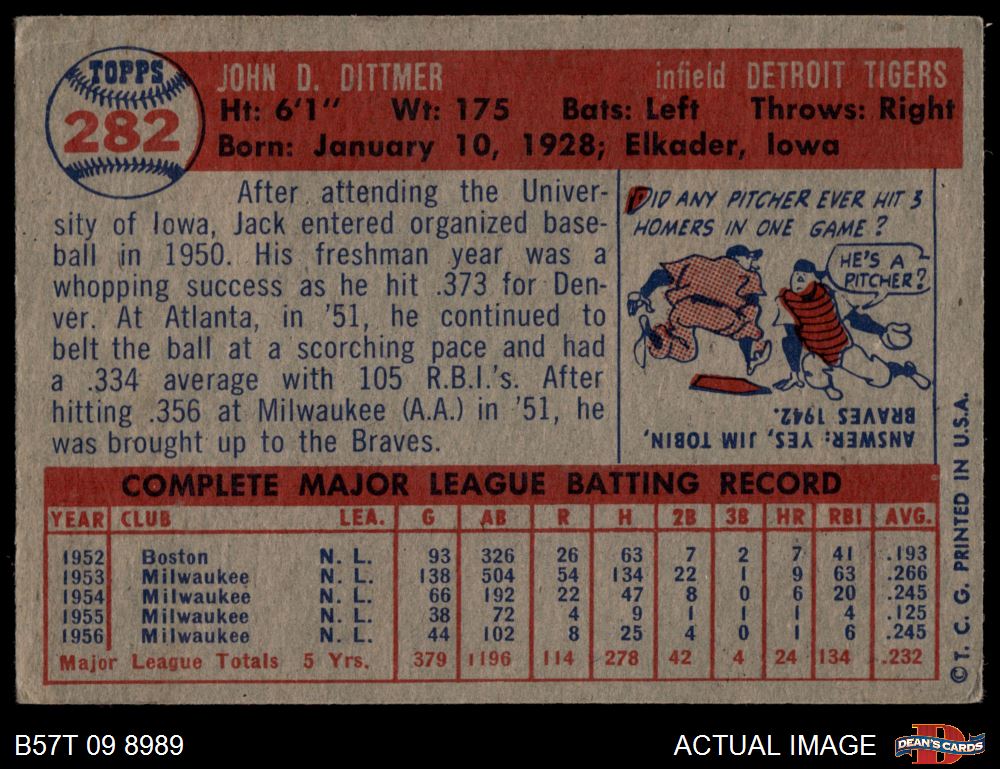 TOPPS
282
JOHN D. DITTMER infield DETROIT TIGERS
Ht: 6'1" Wt: 175 Bats: Left Throws: Right
Born: January 10, 1928; Elkader, Iowa
After attending the Univer-
sity of Iowa, Jack entered organized base-
ball in 1950. His freshman year was a
whopping success as he hit .373 for Den-
ver. At Atlanta, in '51, he continued to
belt the ball at a scorching pace and had
a .334 average with 105 R.B.I.'s. After
hitting .356 at Milwaukee (A.A.) in '51, he
was brought up to the Braves.
DID ANY PITCHER EVER HIT 3
HOMERS IN ONE GAME?
HE'S A
PITCHER?
ANSWER: YES, JIM TOBIN,
BRAVES 1942.
COMPLETE MAJOR LEAGUE BATTING RECORD
YEAR CLUB LEA. G AB R H 2B 3B HR RBI AVG.
1952 Boston N. L. 93 326 26 63 7 2 7 41 .193
1953 Milwaukee N. L. 138 504 54 134 22 1 9 63 .266
1954 Milwaukee N. L. 66 192 22 47 8 0 6 20 .245
1955 Milwaukee N. L. 38 72 4 9 1 1 1 4 .125
1956 Milwaukee N. L. 44 102 8 25 4 0 1 6 .245
Major League Totals 5 Yrs. 379 1196 114 278 42 4 24 134 .232
© T. C. G. PRINTED IN U.S.A.
B57T 09 8989 ACTUAL IMAGE
D
DEAN'S CARDS